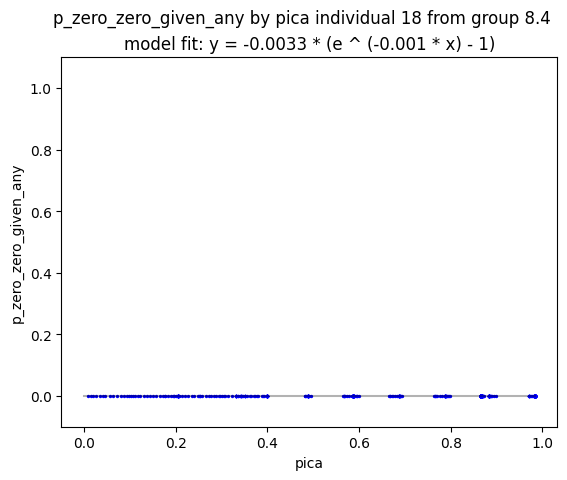 p_zero_zero_given_any by pica individual 18 from group 8.4
model fit: y = -0.0033 * (e ^ (-0.001 * x) - 1)
1.0
0.8
0.6
0.4
0.2
0.0
p_zero_zero_given_any
0.0 0.2 0.4 0.6 0.8 1.0
pica